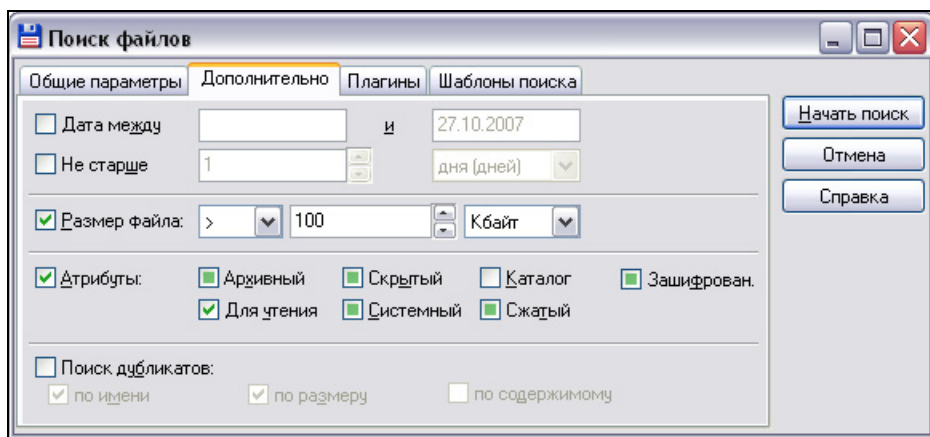 Поиск файлов
Общие параметры Дополнительно Плагины Шаблоны поиска
Дата между и 27.10.2007
Не старше 1 дня (дней)
Размер файла: > 100 Кбайт
Атрибуты: Архивный Скрытый Каталог Зашифрован.
Для чтения Системный Сжатый
Поиск дубликатов:
по имени по размеру по содержимому
Начать поиск
Отмена
Справка